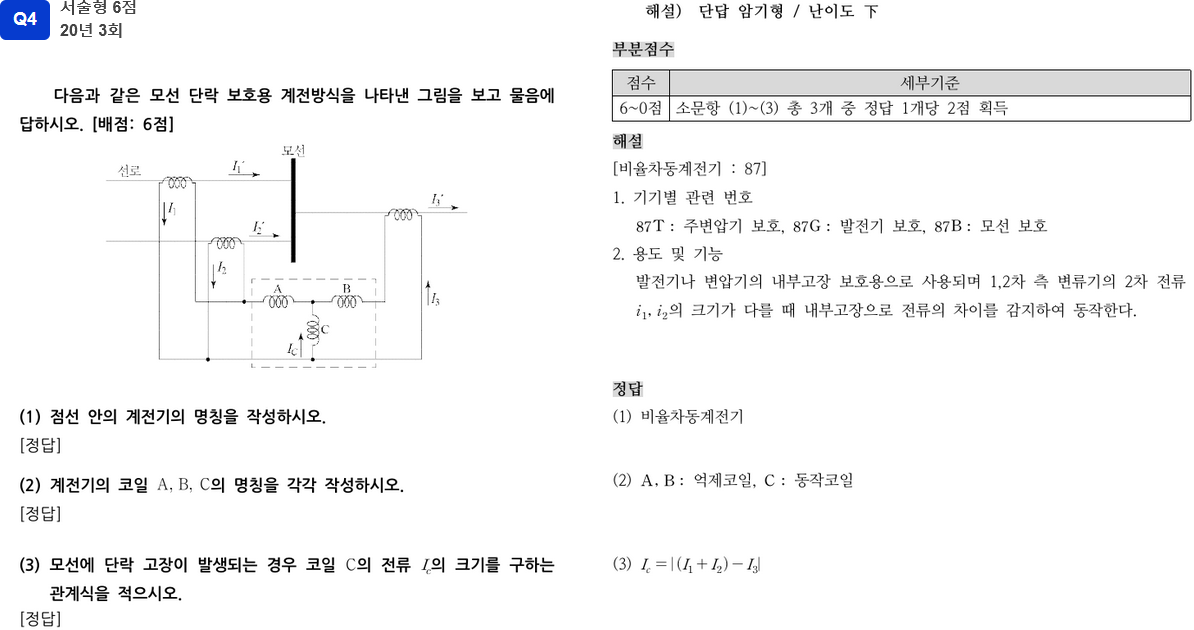 Q4
서술형 6점
20년 3회
다음과 같은 모선 단락 보호용 계전방식을 나타낸 그림을 보고 물음에
답하시오. [배점: 6점]
모선
선로
I₁′
I₁
I₂′
I₂
I₃′
I₃
A
B
C
I_C
(1) 점선 안의 계전기의 명칭을 작성하시오.
[정답]
(2) 계전기의 코일 A, B, C의 명칭을 각각 작성하시오.
[정답]
(3) 모선에 단락 고장이 발생되는 경우 코일 C의 전류 I_c의 크기를 구하는
관계식을 적으시오.
[정답]
해설) 단답 암기형 / 난이도 下
부분점수
점수 세부기준
6~0점 소문항 (1)~(3) 총 3개 중 정답 1개당 2점 획득
해설
[비율차동계전기 : 87]
1. 기기별 관련 번호
87T : 주변압기 보호, 87G : 발전기 보호, 87B : 모선 보호
2. 용도 및 기능
발전기나 변압기의 내부고장 보호용으로 사용되며 1,2차 측 변류기의 2차 전류
i₁, i₂의 크기가 다를 때 내부고장으로 전류의 차이를 감지하여 동작한다.
정답
(1) 비율차동계전기
(2) A, B : 억제코일, C : 동작코일
(3) I_c = |(I₁ + I₂) − I₃|